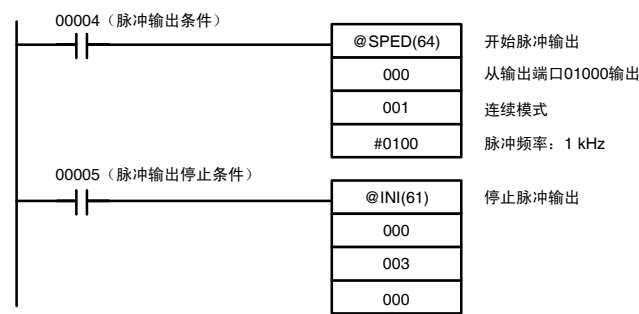 00004（脉冲输出条件）
@SPED(64) 开始脉冲输出
000 从输出端口01000输出
001 连续模式
#0100 脉冲频率：1 kHz
00005（脉冲输出停止条件）
@INI(61) 停止脉冲输出
000
003
000